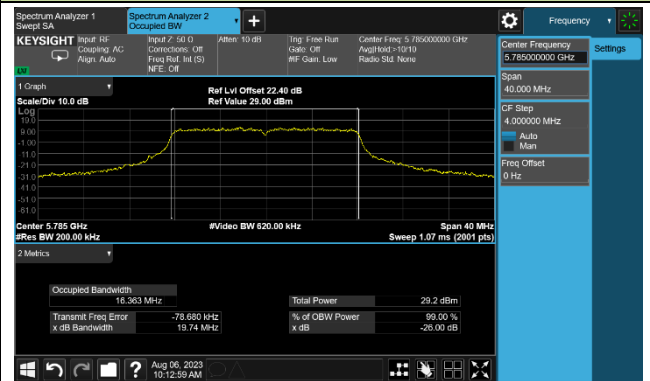 Spectrum Analyzer 1
Swept SA
Spectrum Analyzer 2
Occupied BW
+
Frequency
KEYSIGHT
Input: RF
Coupling: AC
Align: Auto
Input Z: 50 Ω
Corrections: Off
Freq Ref: Int (S)
NFE: Off
Atten: 10 dB
Trig: Free Run
Gate: Off
#IF Gain: Low
Center Freq: 5.785000000 GHz
Avg|Hold:>10/10
Radio Std: None
LM
Center Frequency
5.785000000 GHz
Settings
Span
40.000 MHz
CF Step
4.000000 MHz
Auto
Man
Freq Offset
0 Hz
1 Graph
Scale/Div 10.0 dB
Ref Lvl Offset 22.40 dB
Ref Value 29.00 dBm
Log
19.0
9.00
-1.00
-11.0
-21.0
-31.0
-41.0
-51.0
-61.0
Center 5.785 GHz
#Video BW 620.00 kHz
Span 40 MHz
#Res BW 200.00 kHz
Sweep 1.07 ms (2001 pts)
2 Metrics
Occupied Bandwidth
16.363 MHz
Total Power
29.2 dBm
Transmit Freq Error
-78.680 kHz
% of OBW Power
99.00 %
x dB Bandwidth
19.74 MHz
x dB
-26.00 dB
?
Aug 06, 2023
10:12:59 AM